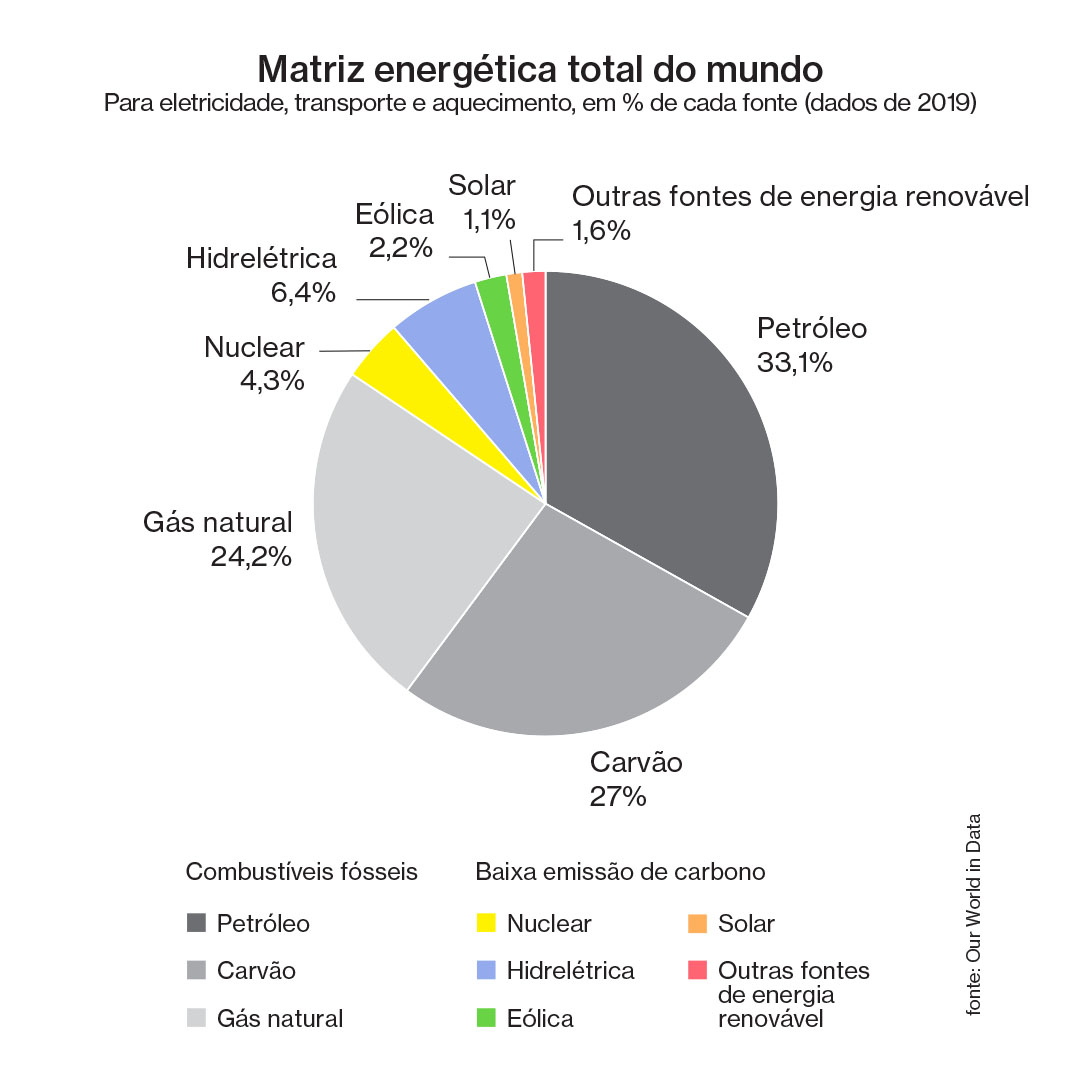 Matriz energética total do mundo
Para eletricidade, transporte e aquecimento, em % de cada fonte (dados de 2019)
Solar
1,1%
Outras fontes de energia renovável
1,6%
Eólica
2,2%
Hidrelétrica
6,4%
Nuclear
4,3%
Petróleo
33,1%
Gás natural
24,2%
Carvão
27%
Combustíveis fósseis
Petróleo
Carvão
Gás natural
Baixa emissão de carbono
Nuclear
Hidrelétrica
Eólica
Solar
Outras fontes
de energia
renovável
fonte: Our World in Data